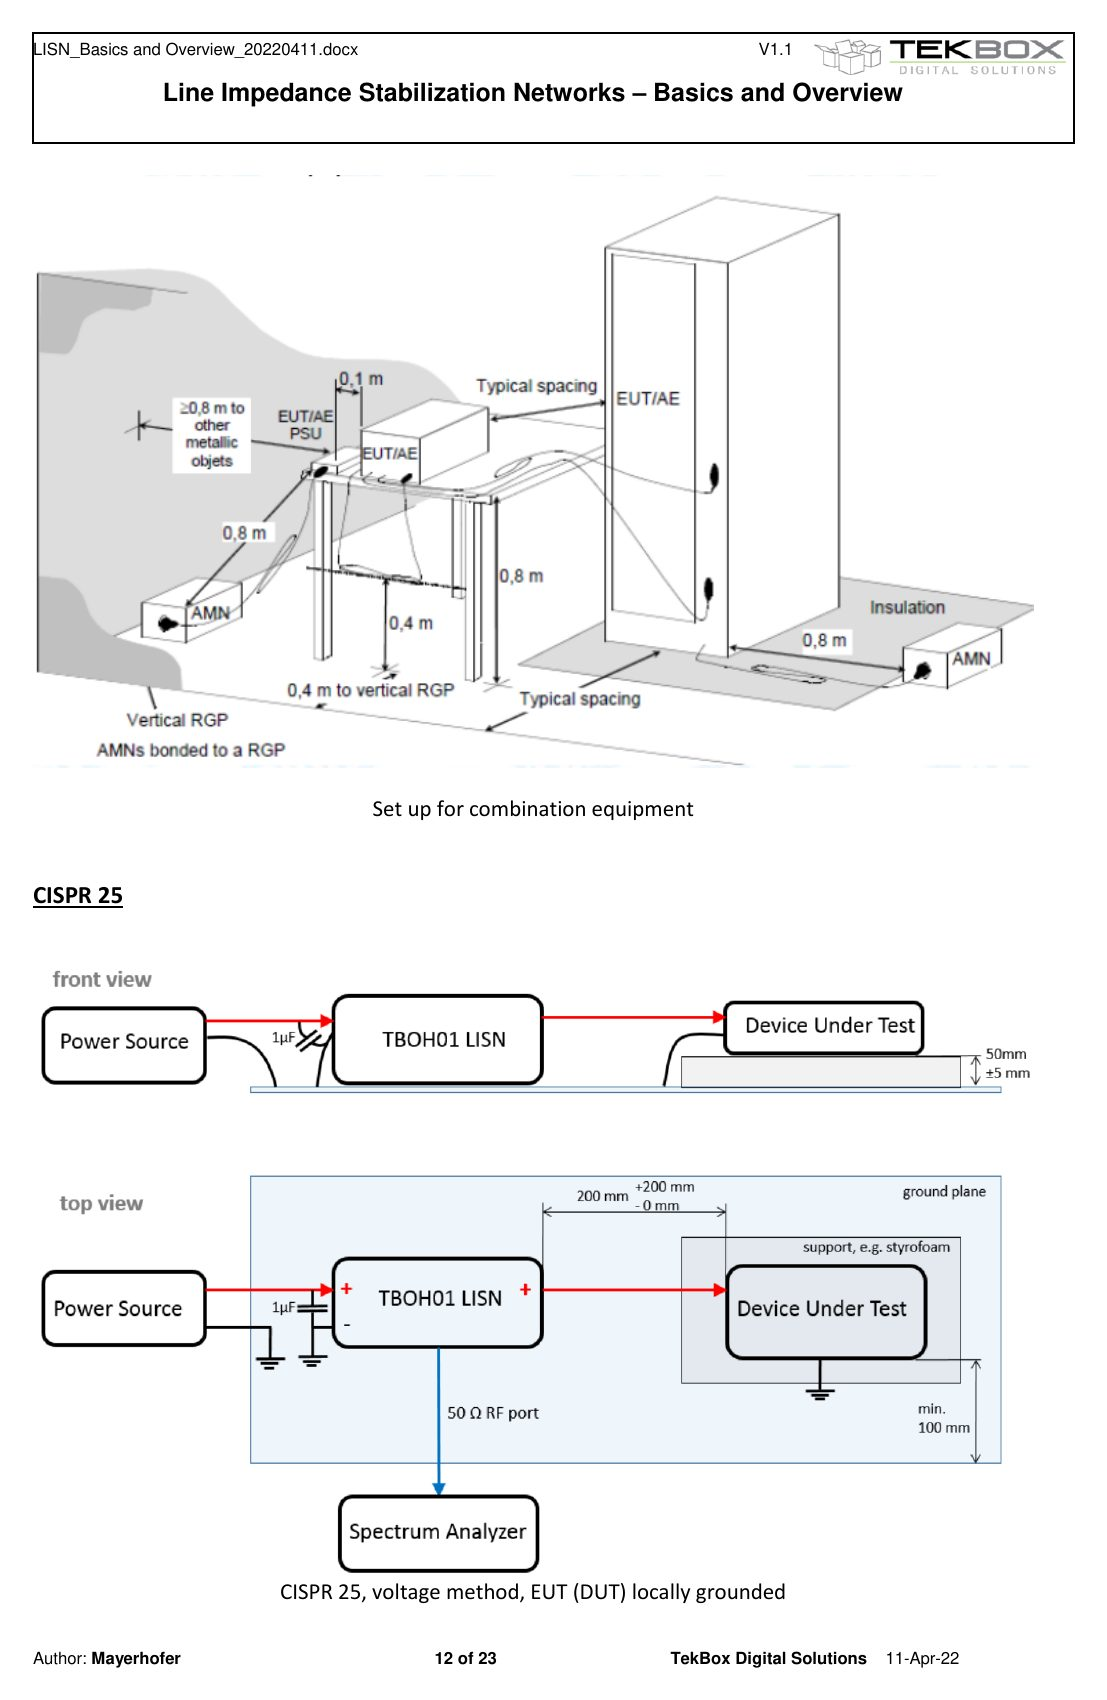 LISN_Basics and Overview_20220411.docx V1.1 TEKBOX
DIGITAL SOLUTIONS
Line Impedance Stabilization Networks – Basics and Overview
0,1 m
Typical spacing
EUT/AE
≥0,8 m to
other
metallic
objets
EUT/AE
PSU
EUT/AE
0,8 m
0,8 m
AMN
0,4 m
Insulation
0,8 m
AMN
0,4 m to vertical RGP
Typical spacing
Vertical RGP
AMNs bonded to a RGP
Set up for combination equipment
CISPR 25
front view
Power Source
1µF
TBOH01 LISN
Device Under Test
50mm
±5 mm
top view
200 mm +200 mm
- 0 mm
ground plane
support, e.g. styrofoam
Power Source
1µF
+
-
TBOH01 LISN
+
Device Under Test
50 Ω RF port
min.
100 mm
Spectrum Analyzer
CISPR 25, voltage method, EUT (DUT) locally grounded
Author: Mayerhofer 12 of 23 TekBox Digital Solutions 11-Apr-22